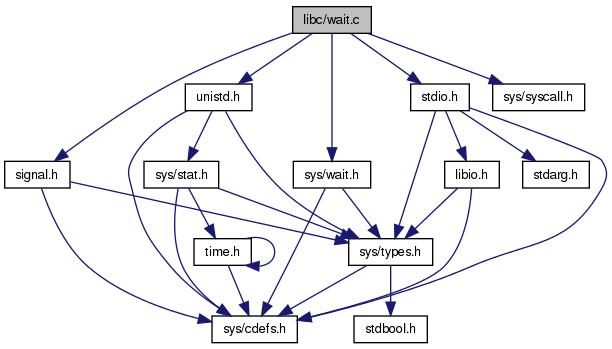 libc/wait.c
unistd.h
stdio.h
sys/syscall.h
signal.h
sys/stat.h
sys/wait.h
libio.h
stdarg.h
time.h
sys/types.h
sys/cdefs.h
stdbool.h